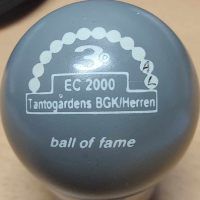 3°
A L
EC 2000
Tantogårdens BGK/Herren
ball of fame